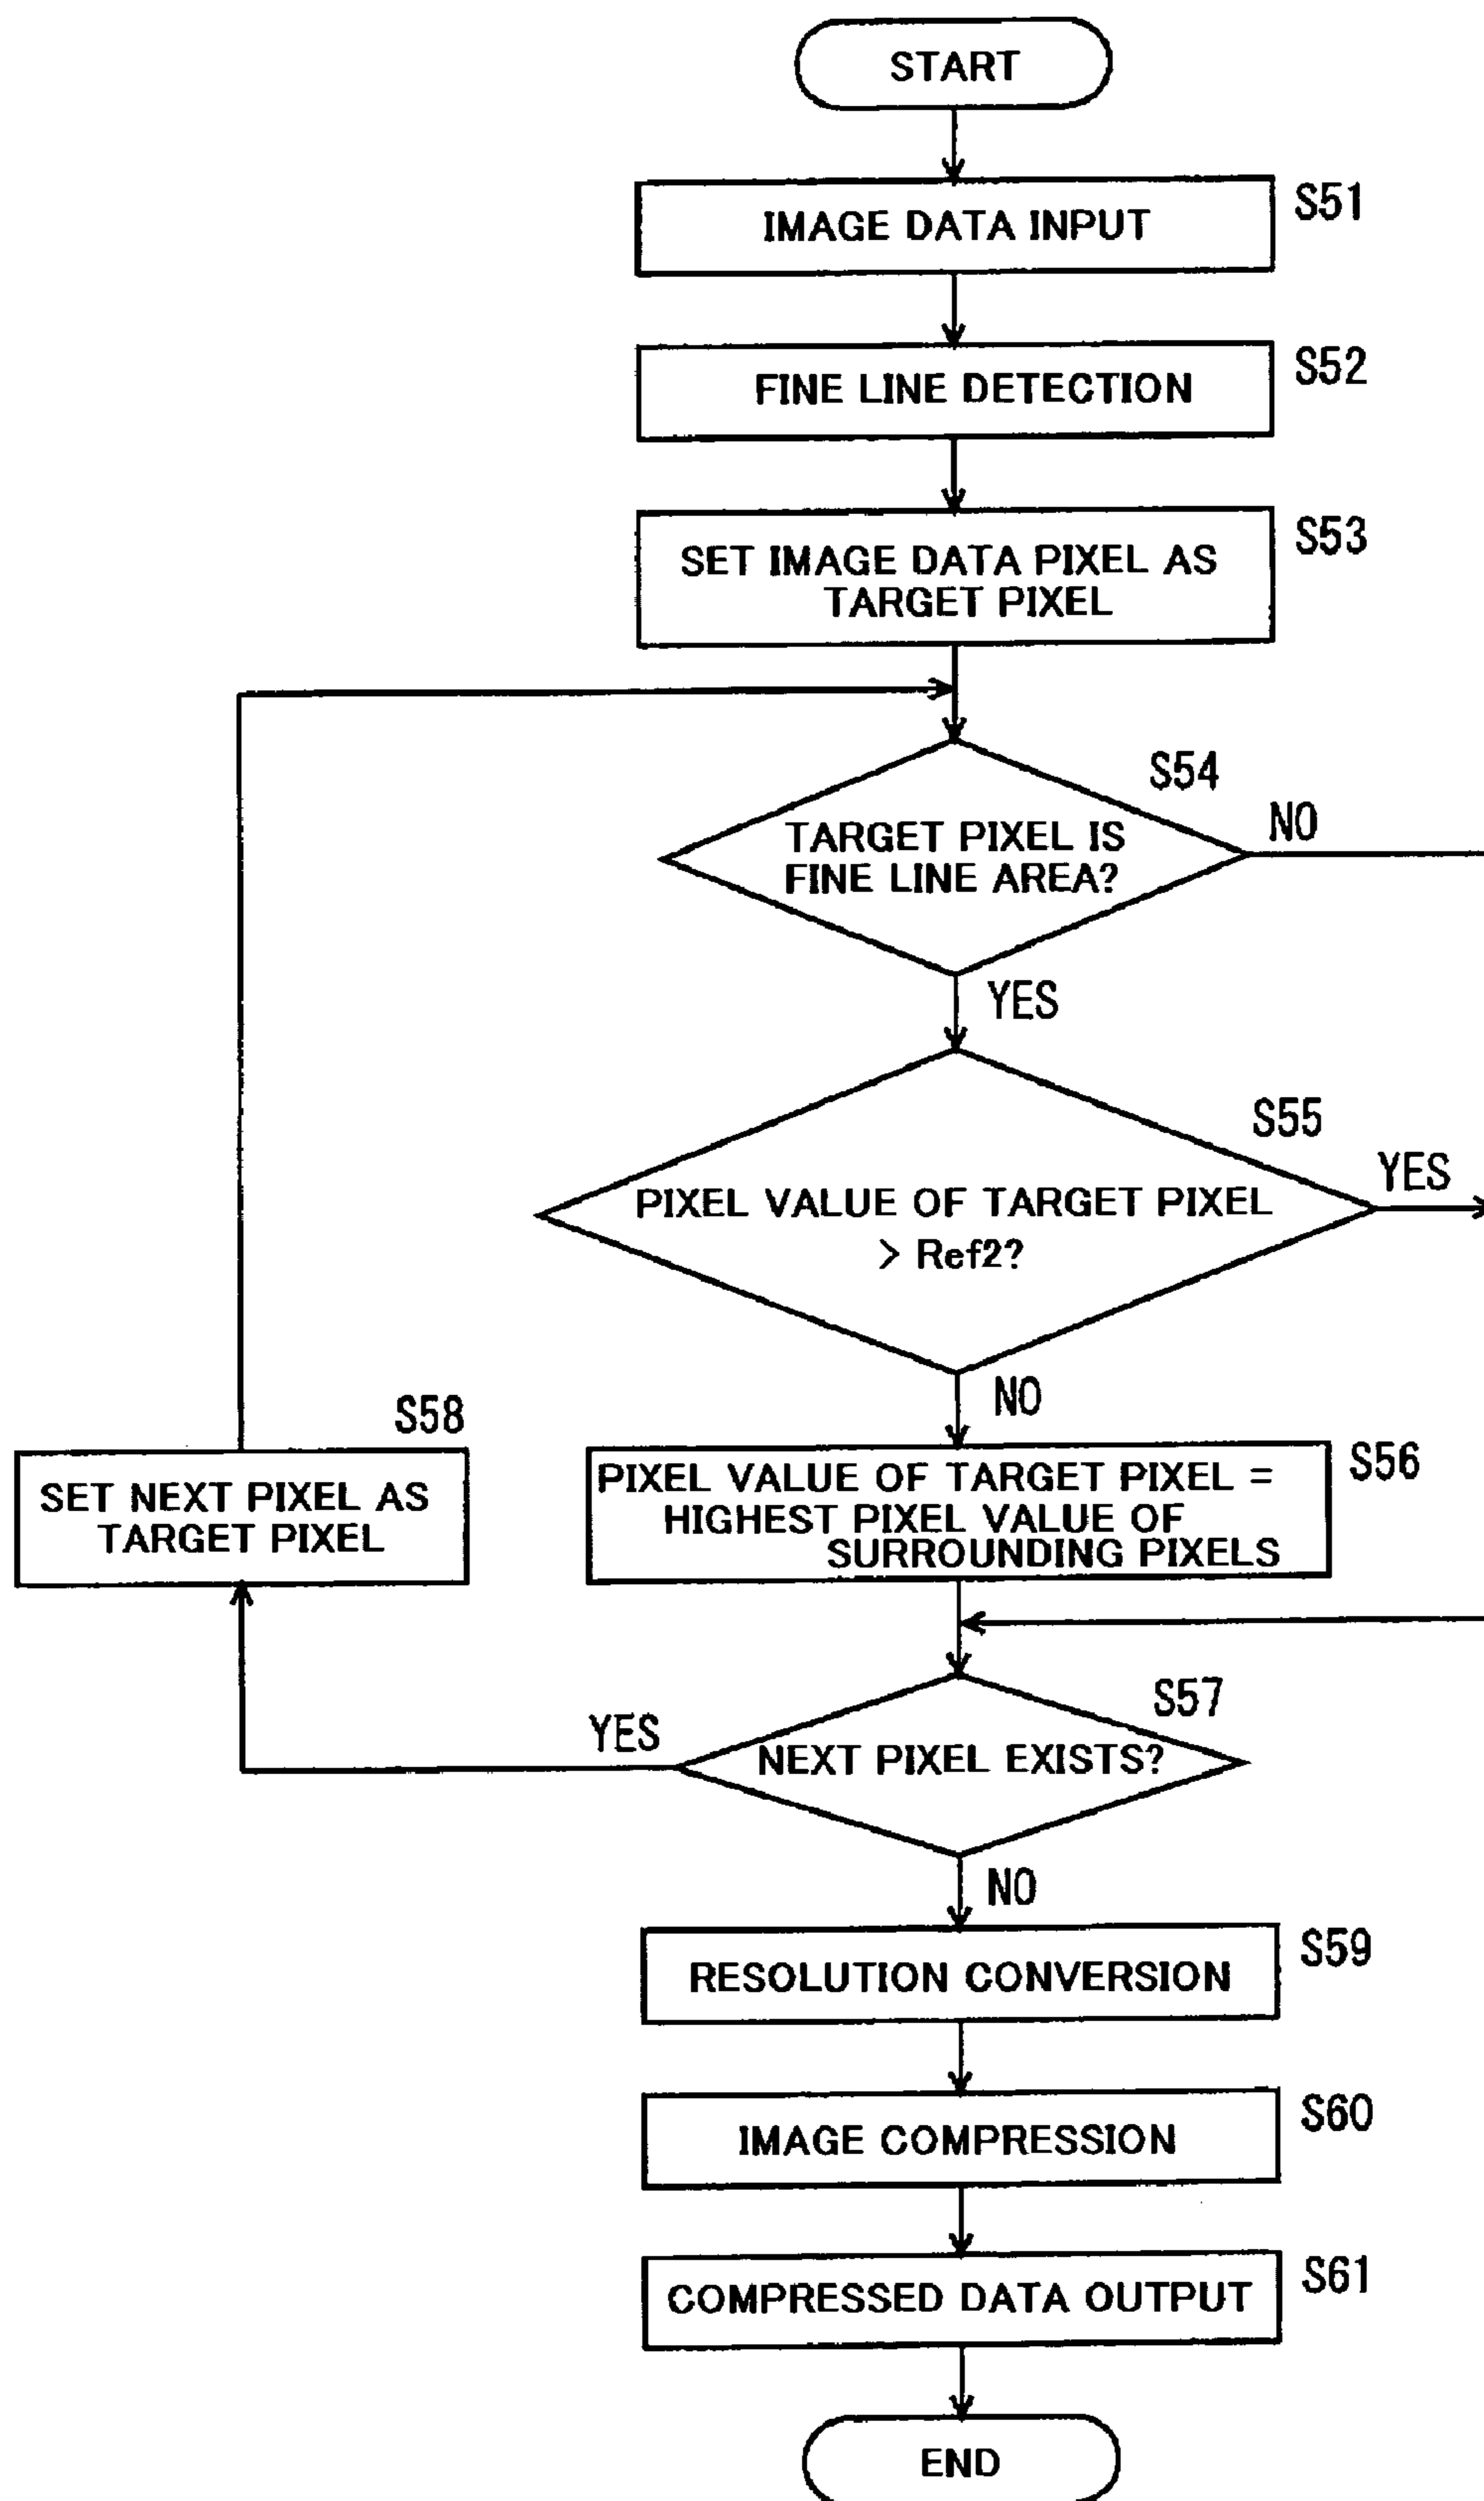 START
IMAGE DATA INPUT
S51
FINE LINE DETECTION
S52
SET IMAGE DATA PIXEL AS
TARGET PIXEL
S53
S54
TARGET PIXEL IS
FINE LINE AREA?
NO
YES
S55
PIXEL VALUE OF TARGET PIXEL
> Ref2?
YES
NO
S58
SET NEXT PIXEL AS
TARGET PIXEL
PIXEL VALUE OF TARGET PIXEL =
HIGHEST PIXEL VALUE OF
SURROUNDING PIXELS
S56
S57
NEXT PIXEL EXISTS?
YES
NO
RESOLUTION CONVERSION
S59
IMAGE COMPRESSION
S60
COMPRESSED DATA OUTPUT
S61
END